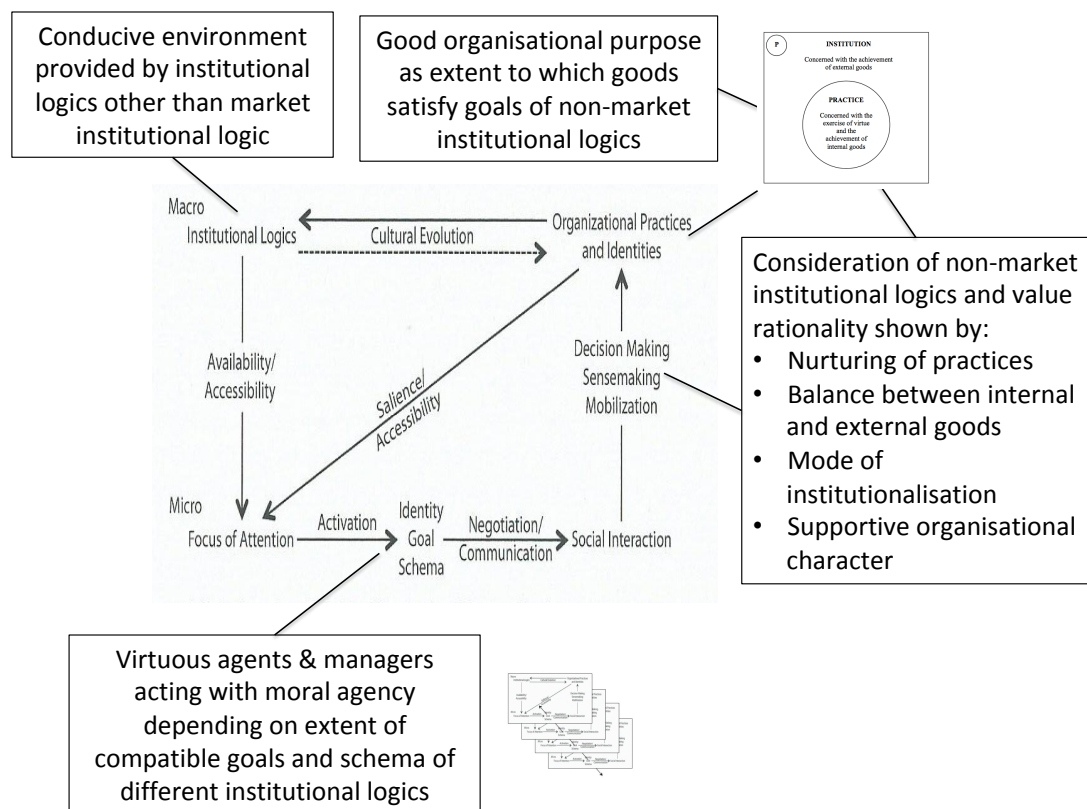 Conducive environment
provided by institutional
logics other than market
institutional logic
Good organisational purpose
as extent to which goods
satisfy goals of non-market
institutional logics
P
INSTITUTION
Concerned with the achievement
of external goods
PRACTICE
Concerned with the
exercise of virtue
and the
achievement of
internal goods
Macro
Institutional Logics
Cultural Evolution
Organizational Practices
and Identities
Availability/
Accessibility
Salience/
Accessibility
Decision Making
Sensemaking
Mobilization
Consideration of non-market
institutional logics and value
rationality shown by:
• Nurturing of practices
• Balance between internal
and external goods
• Mode of
institutionalisation
• Supportive organisational
character
Micro
Focus of Attention
Activation
Identity
Goal
Schema
Negotiation/
Communication
Social Interaction
Virtuous agents & managers
acting with moral agency
depending on extent of
compatible goals and schema of
different institutional logics